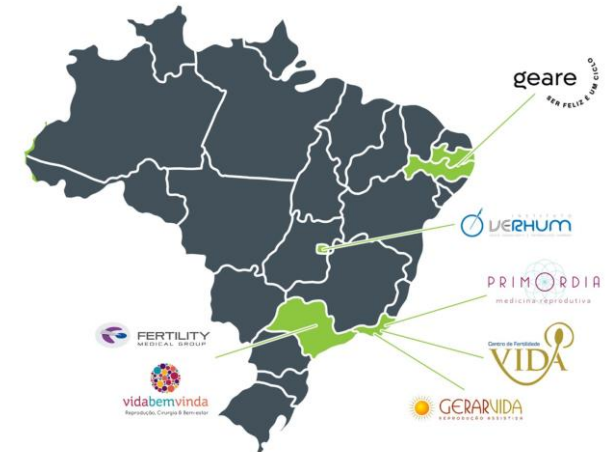 geare
SER FELIZ É UM CICLO
INSTITUTO
VERHUM
PRIMORDIA
medicina reprodutiva
Centro de Fertilidade
VIDA
FERTILITY
MEDICAL GROUP
vidabemvinda
Reprodução, Cirurgia & Bem estar
GERARVIDA
REPRODUÇÃO ASSISTIDA